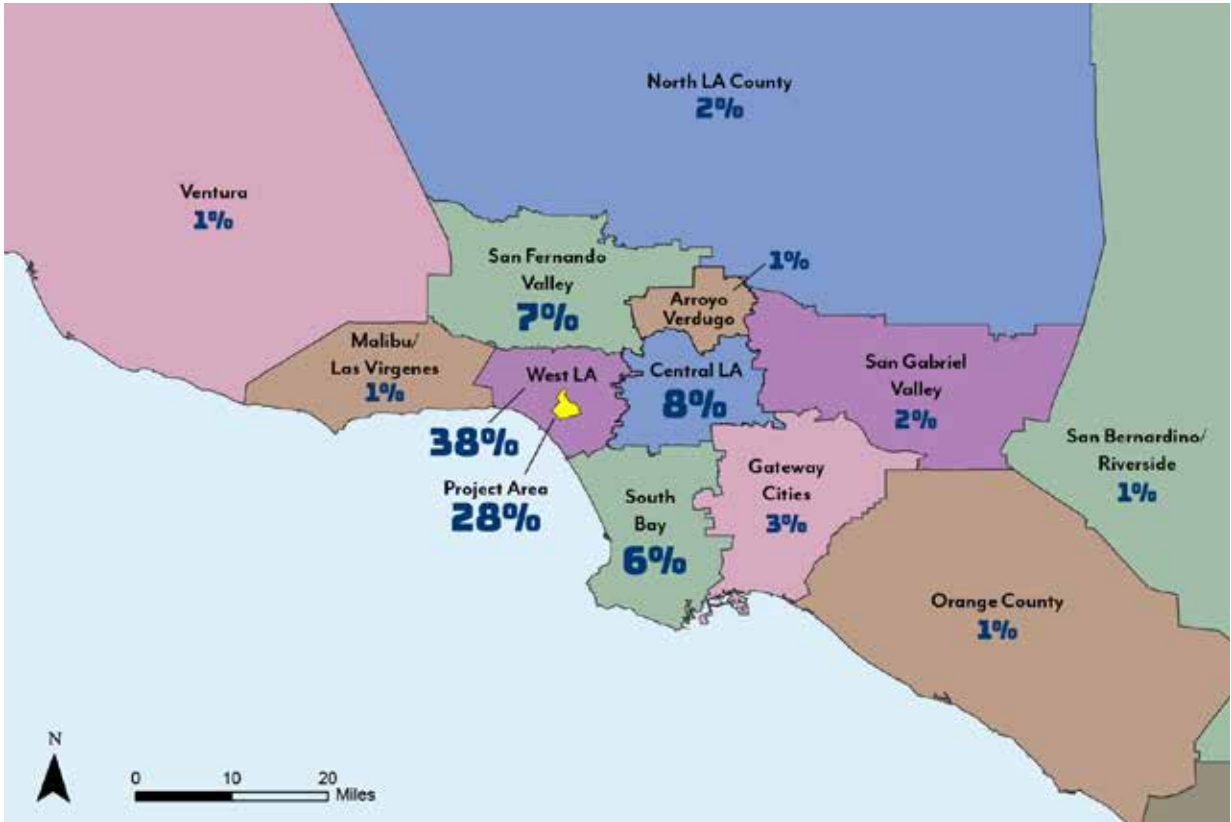 North LA County
2%
Ventura
1%
San Fernando
Valley
7%
1%
Arroyo
Verdugo
Malibu/
Las Virgenes
1%
West LA
38%
Central LA
8%
San Gabriel
Valley
2%
Project Area
28%
South
Bay
6%
Gateway
Cities
3%
San Bernardino/
Riverside
1%
Orange County
1%
N
0 10 20
Miles